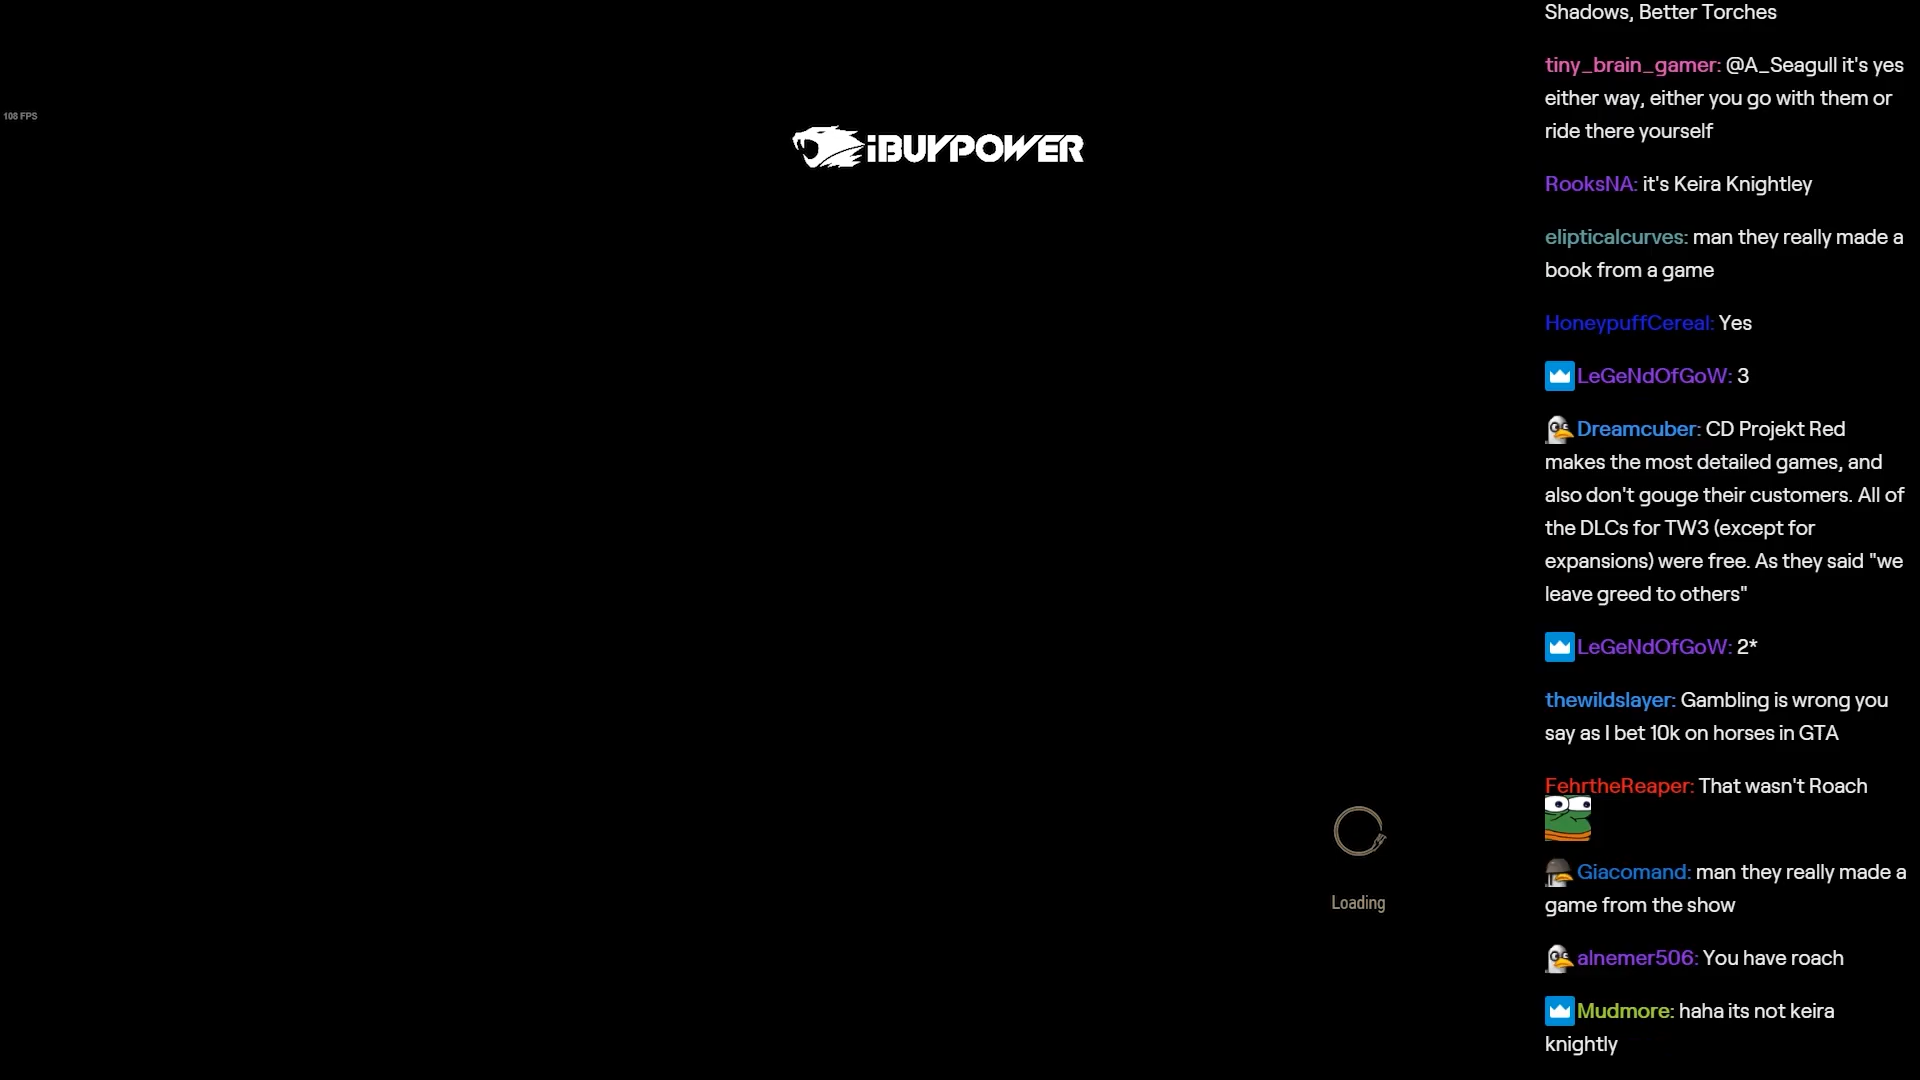 108 FPS
iBUYPOWER
Loading
Shadows, Better Torches
tiny_brain_gamer: @A_Seagull it's yes
either way, either you go with them or
ride there yourself
RooksNA: it's Keira Knightley
elipticalcurves: man they really made a
book from a game
HoneypuffCereal: Yes
LeGeNdOfGoW: 3
Dreamcuber: CD Projekt Red
makes the most detailed games, and
also don't gouge their customers. All of
the DLCs for TW3 (except for
expansions) were free. As they said "we
leave greed to others"
LeGeNdOfGoW: 2*
thewildslayer: Gambling is wrong you
say as I bet 10k on horses in GTA
FehrtheReaper: That wasn't Roach
Giacomand: man they really made a
game from the show
alnemer506: You have roach
Mudmore: haha its not keira
knightly